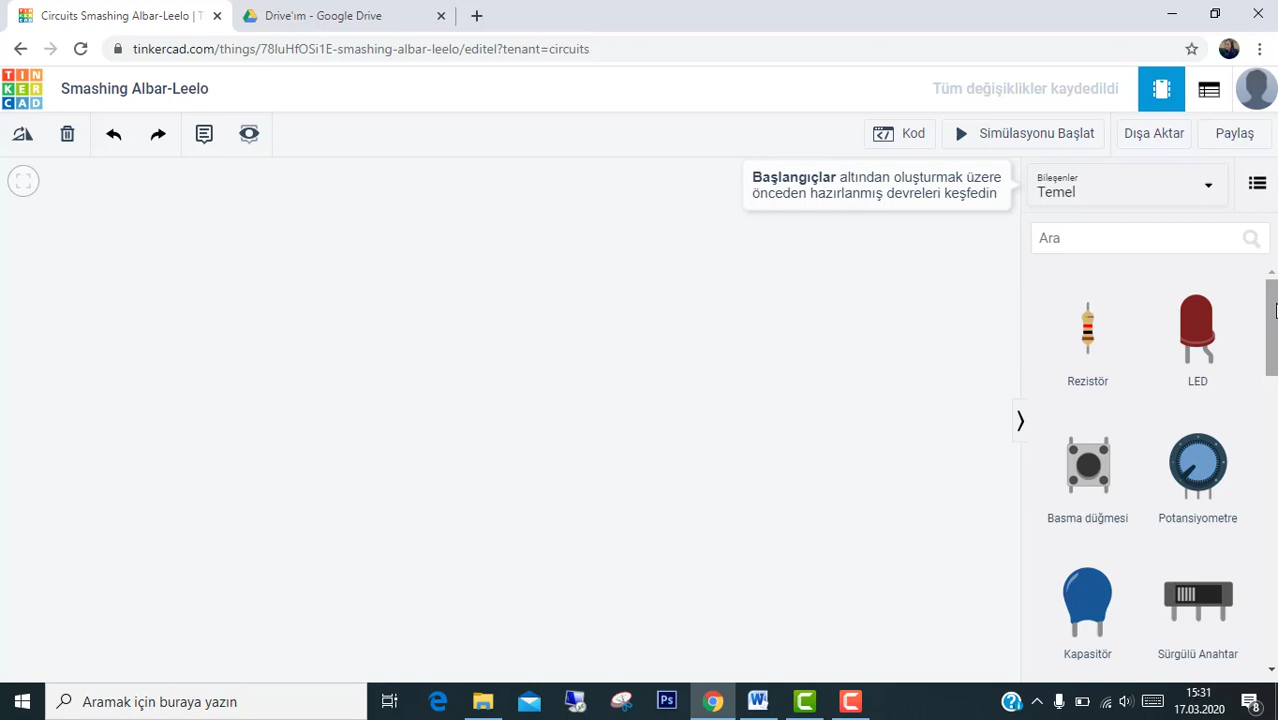 Circuits Smashing Albar-Leelo | T
Drive'ım - Google Drive
tinkercad.com/things/78luHfOSi1E-smashing-albar-leelo/editel?tenant=circuits
TINKERCAD
Smashing Albar-Leelo
Tüm değişiklikler kaydedildi
Kod
Simülasyonu Başlat
Dışa Aktar
Paylaş
Başlangıçlar altından oluşturmak üzere
önceden hazırlanmış devreleri keşfedin
Bileşenler
Temel
Ara
Rezistör
LED
Basma düğmesi
Potansiyometre
Kapasitör
Sürgülü Anahtar
Aramak için buraya yazın
Ps
15:31
17.03.2020
8